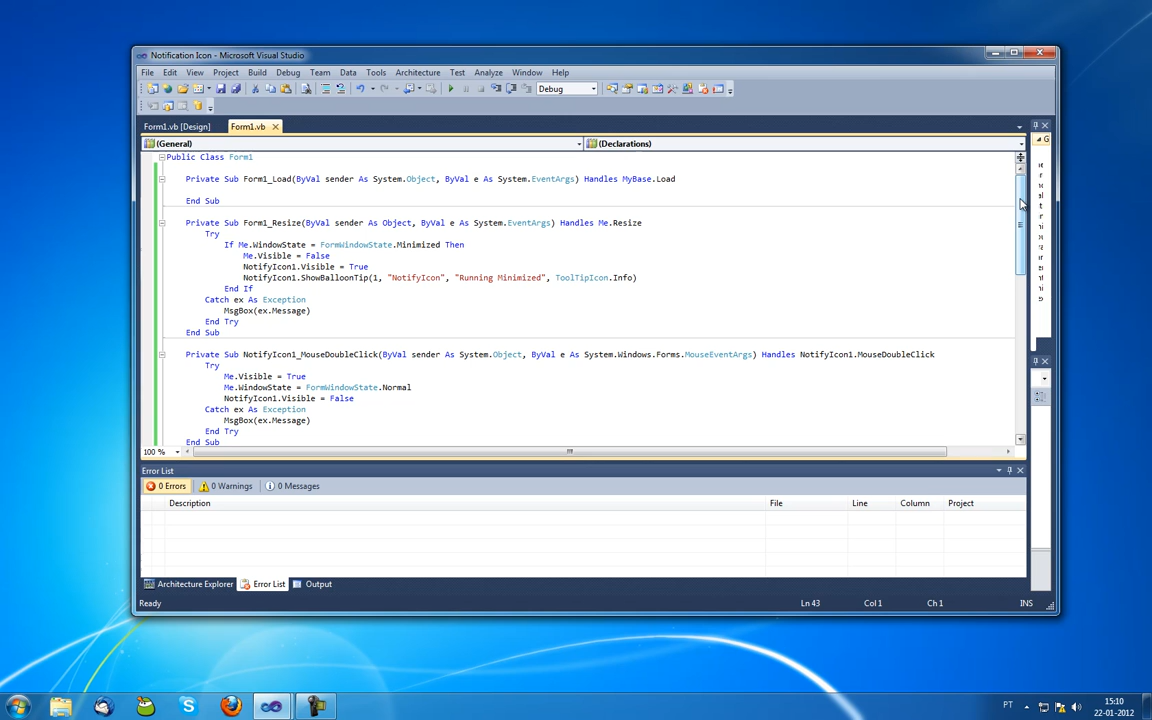 Notification Icon - Microsoft Visual Studio
File Edit View Project Build Debug Team Data Tools Architecture Test Analyze Window Help
Debug
Form1.vb [Design] Form1.vb
(General) (Declarations)
Public Class Form1
Private Sub Form1_Load(ByVal sender As System.Object, ByVal e As System.EventArgs) Handles MyBase.Load
End Sub
Private Sub Form1_Resize(ByVal sender As Object, ByVal e As System.EventArgs) Handles Me.Resize
Try
If Me.WindowState = FormWindowState.Minimized Then
Me.Visible = False
NotifyIcon1.Visible = True
NotifyIcon1.ShowBalloonTip(1, "NotifyIcon", "Running Minimized", ToolTipIcon.Info)
End If
Catch ex As Exception
MsgBox(ex.Message)
End Try
End Sub
Private Sub NotifyIcon1_MouseDoubleClick(ByVal sender As System.Object, ByVal e As System.Windows.Forms.MouseEventArgs) Handles NotifyIcon1.MouseDoubleClick
Try
Me.Visible = True
Me.WindowState = FormWindowState.Normal
NotifyIcon1.Visible = False
Catch ex As Exception
MsgBox(ex.Message)
End Try
End Sub
100 %
Error List
0 Errors 0 Warnings 0 Messages
Description File Line Column Project
Architecture Explorer Error List Output
Ready Ln 43 Col 1 Ch 1 INS
PT 15:10
22-01-2012